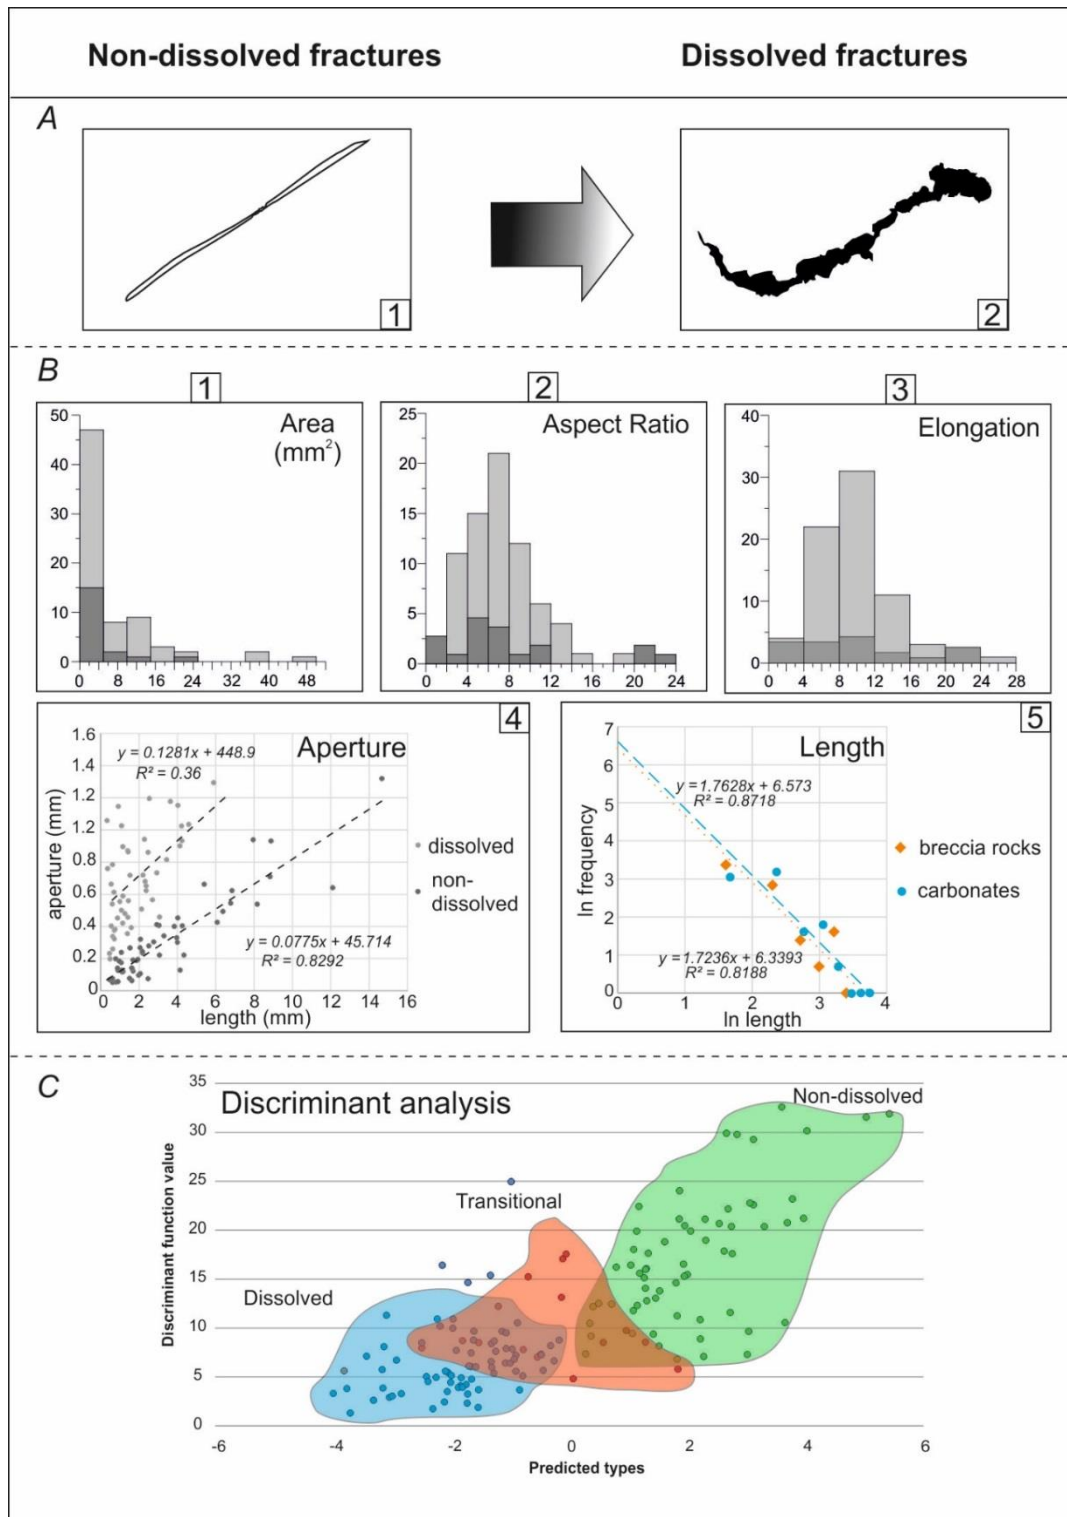 Non-dissolved fractures
Dissolved fractures
A
1
2
B
1
2
3
50
40
30
20
10
0
0 8 16 24 32 40 48
Area
(mm²)
25
20
15
10
5
0
0 4 8 12 16 20 24
Aspect Ratio
40
30
20
10
0
0 4 8 12 16 20 24 28
Elongation
4
Aperture
1.6
1.4
1.2
1.2
0.8
0.6
0.4
0.2
0
0 2 4 6 8 10 12 14 16
aperture (mm)
length (mm)
y = 0.1281x + 448.9
R² = 0.36
y = 0.0775x + 45.714
R² = 0.8292
dissolved
non-
dissolved
5
Length
7
6
5
4
3
2
1
0
0 1 2 3 4
ln frequency
ln length
y=1.7628x + 6.573
R² = 0.8718
y=1.7236x + 6.3393
R² = 0.8188
breccia rocks
carbonates
C
Discriminant analysis
35
30
25
20
15
10
5
0
-6 -4 -2 0 2 4 6
Discriminant function value
Predicted types
Non-dissolved
Transitional
Dissolved